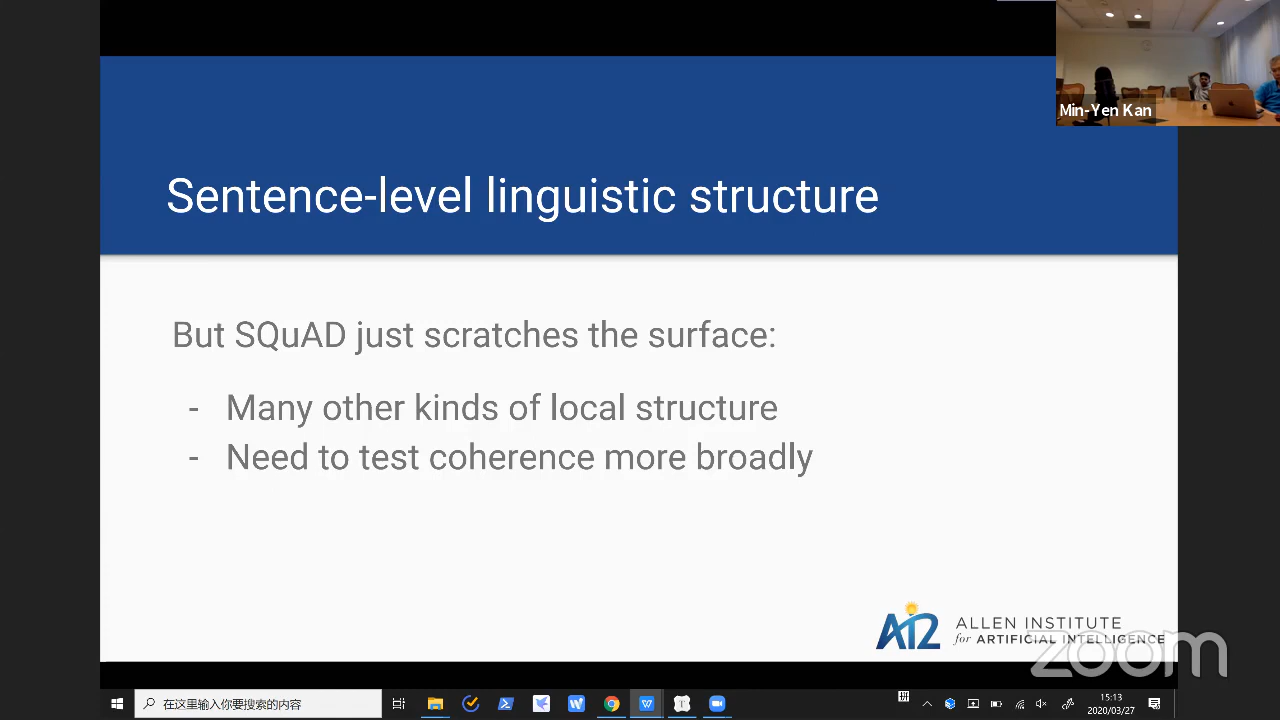 Min-Yen Kan
Sentence-level linguistic structure
But SQuAD just scratches the surface:
- Many other kinds of local structure
- Need to test coherence more broadly
AI2 ALLEN INSTITUTE
for ARTIFICIAL INTELLIGENCE
zoom
在这里输入你要搜索的内容
15:13
2020/03/27